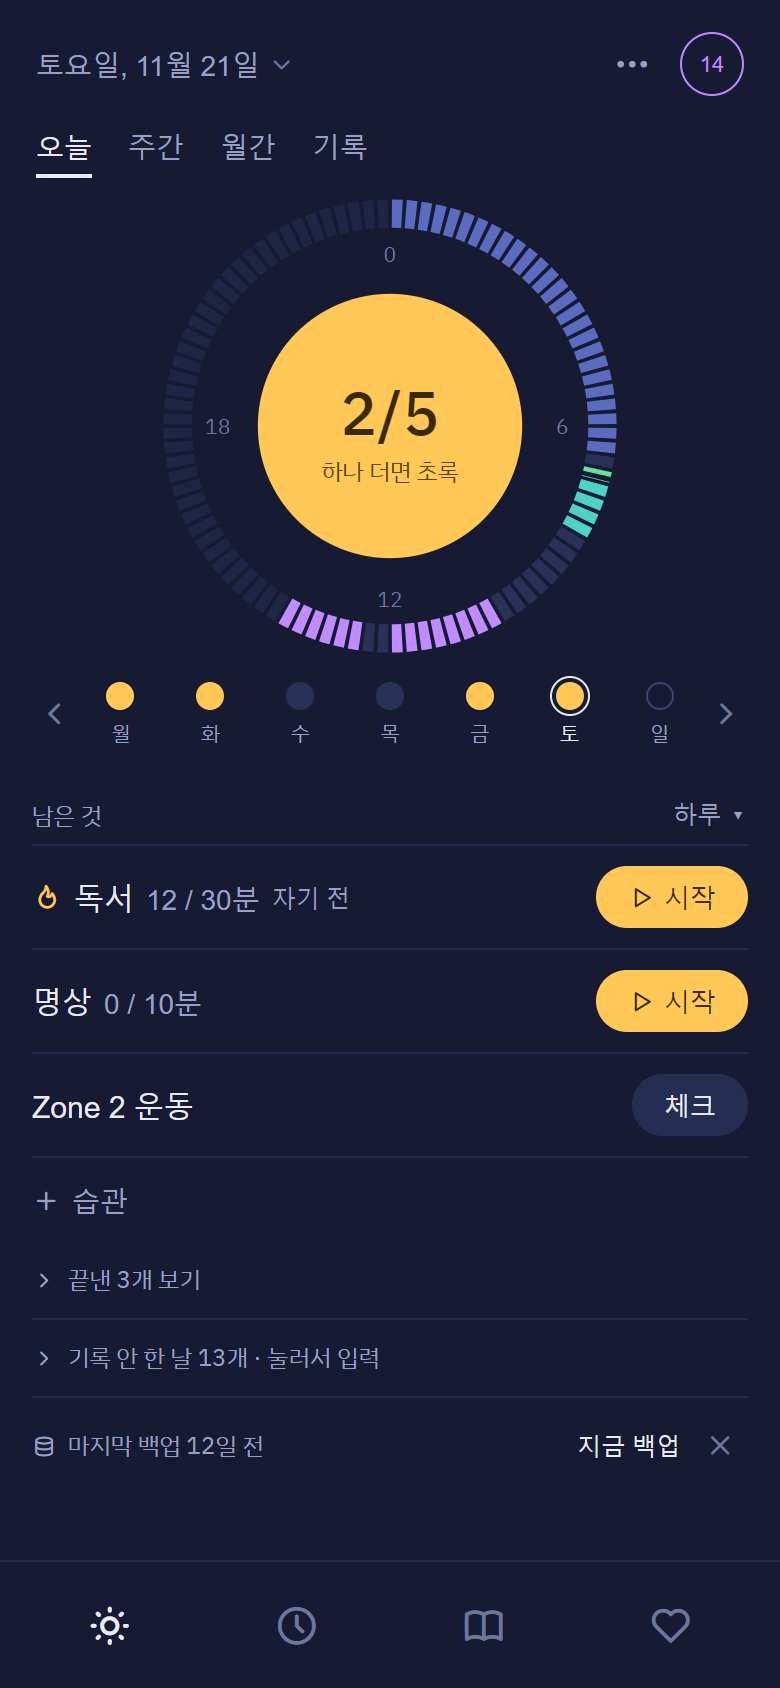 토요일, 11월 21일
14
오늘 주간 월간 기록
0
18
6
12
2/5
하나 더면 초록
월 화 수 목 금 토 일
남은 것 하루 ▼
독서 12 / 30분 자기 전 시작
명상 0 / 10분 시작
Zone 2 운동 체크
+ 습관
끝낸 3개 보기
기록 안 한 날 13개 · 눌러서 입력
마지막 백업 12일 전 지금 백업